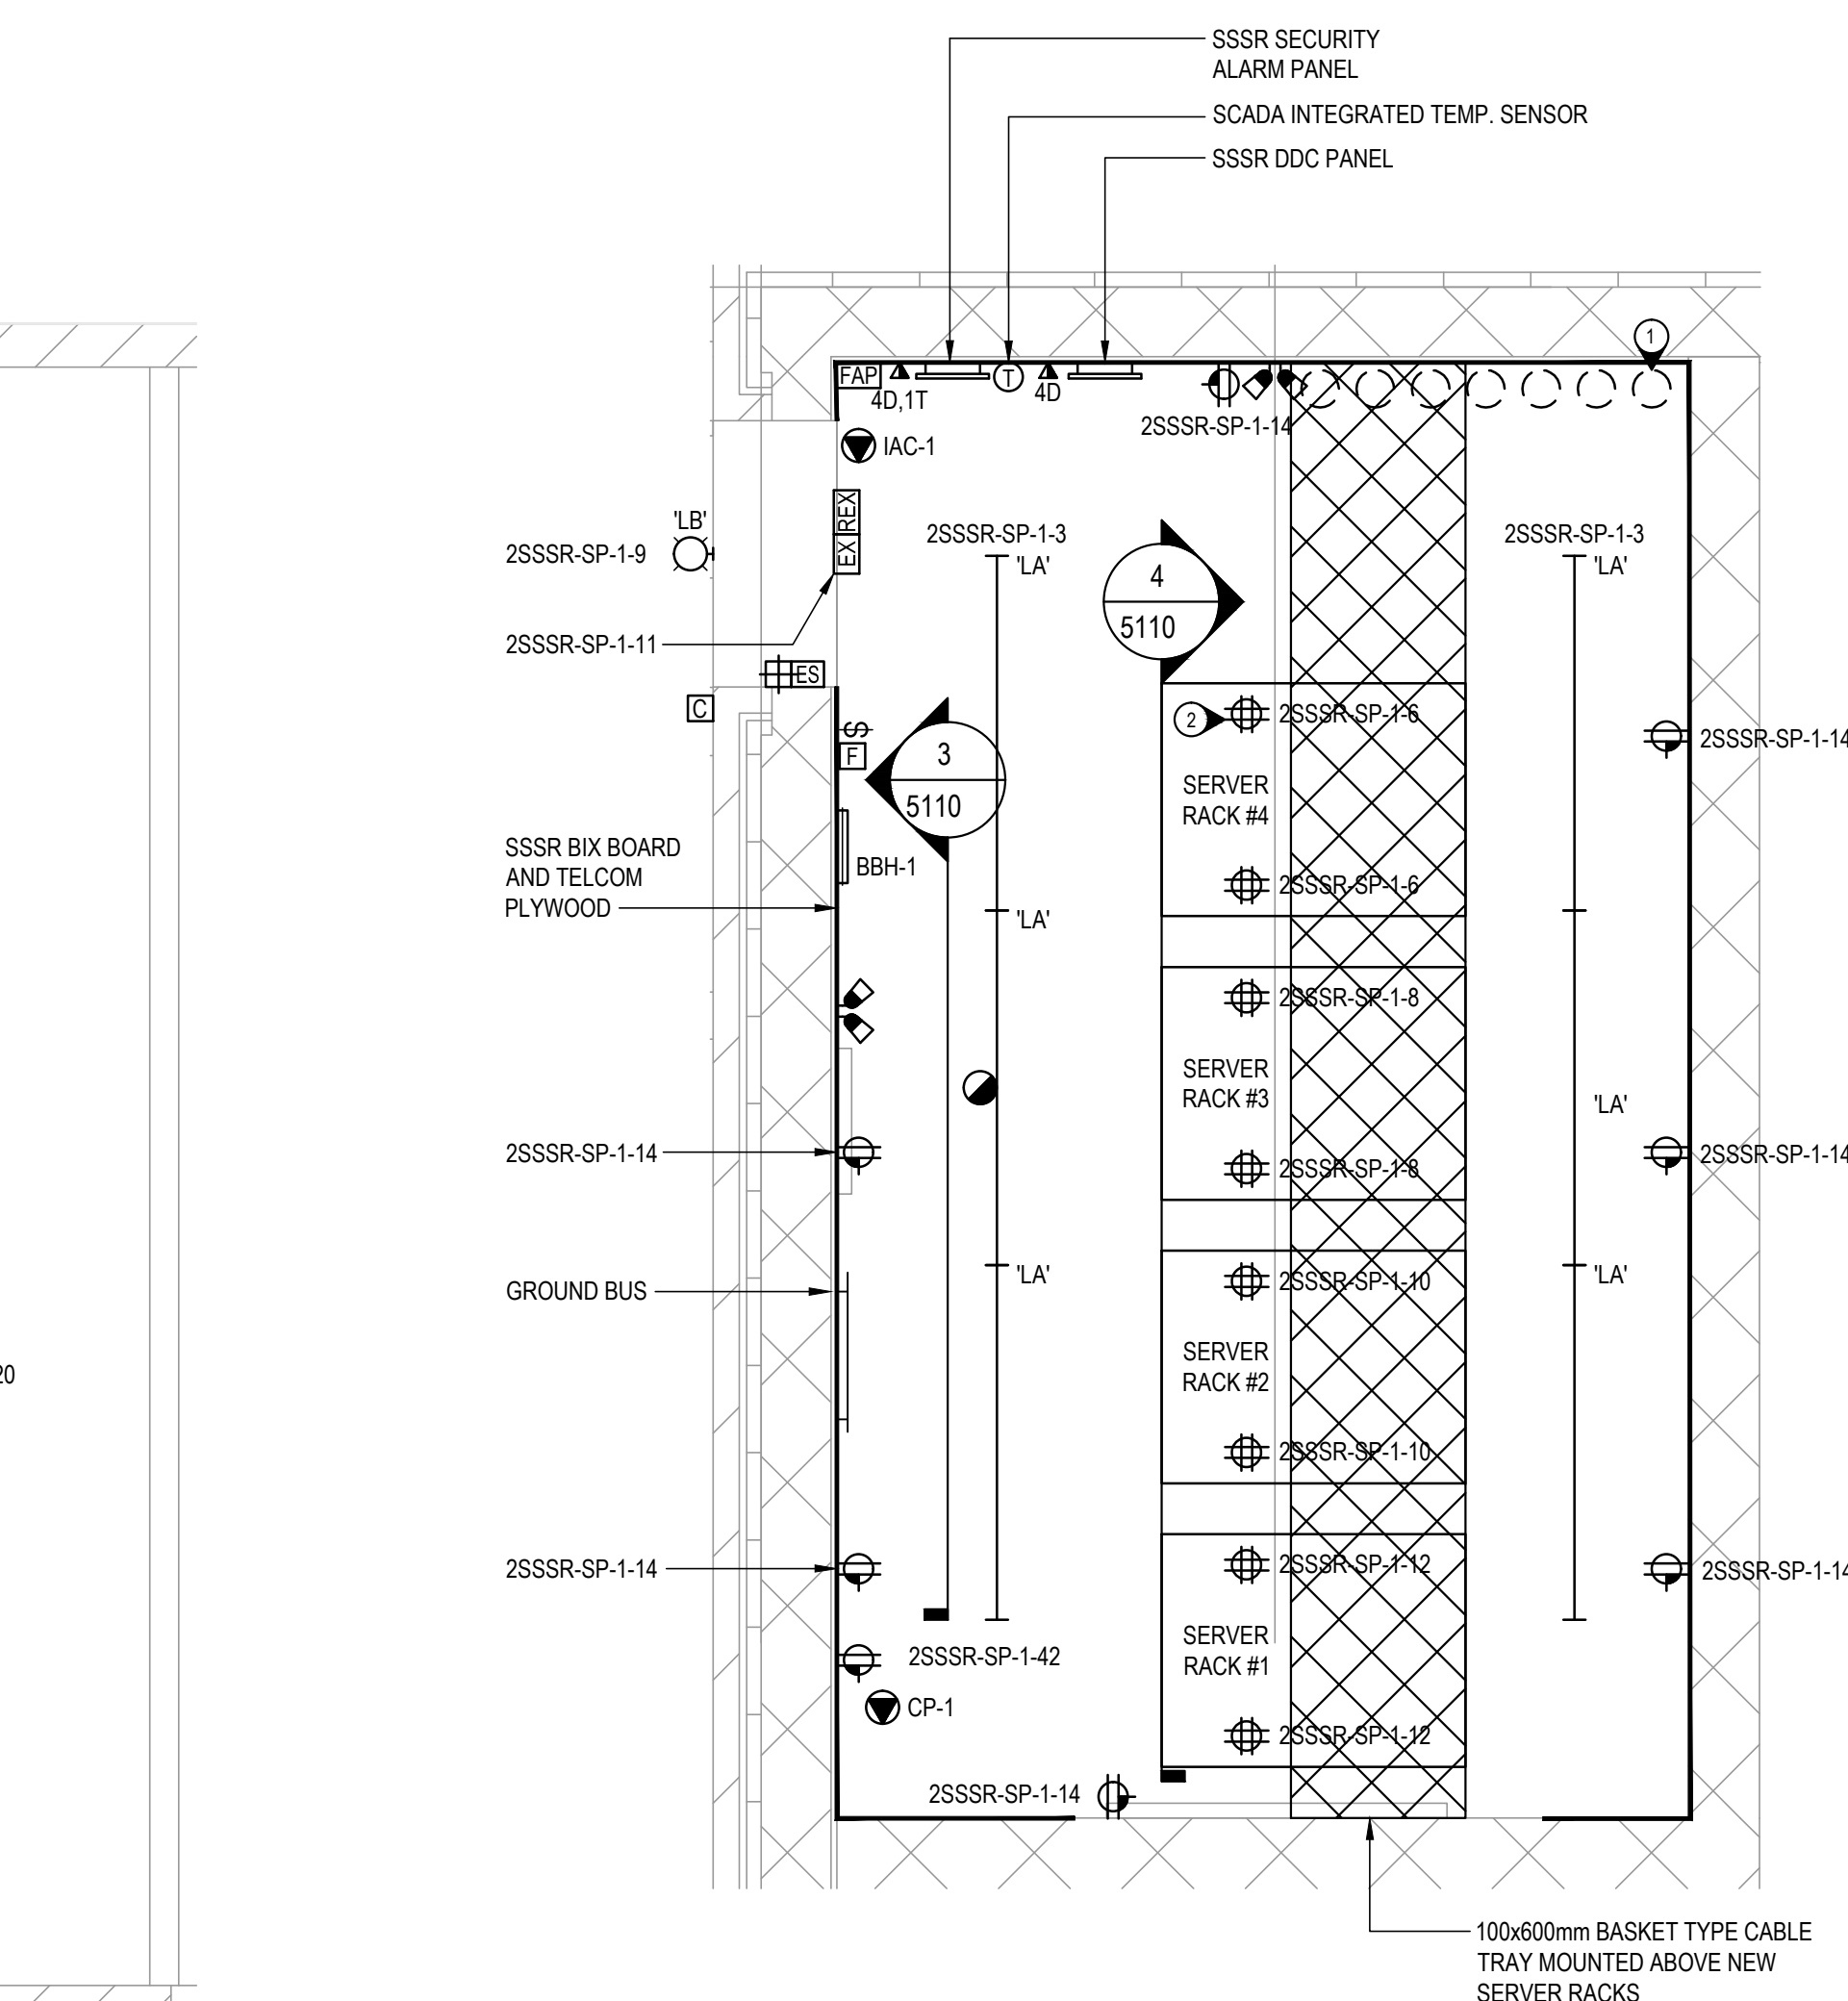 SSSR SECURITY
ALARM PANEL
SCADA INTEGRATED TEMP. SENSOR
SSSR DDC PANEL
1
FAP
4D,1T
T
4D
2SSSR-SP-1-14
IAC-1
REX
EX
'LB'
2SSSR-SP-1-9
2SSSR-SP-1-3
'LA'
4
5110
2SSSR-SP-1-3
'LA'
2SSSR-SP-1-11
ES
C
S
F
3
5110
2
2SSSR-SP-1-6
2SSSR-SP-1-14
SERVER
RACK #4
SSSR BIX BOARD
AND TELCOM
PLYWOOD
BBH-1
2SSSR-SP-1-6
'LA'
2SSSR-SP-1-8
SERVER
RACK #3
'LA'
2SSSR-SP-1-14
2SSSR-SP-1-8
2SSSR-SP-1-14
GROUND BUS
'LA'
2SSSR-SP-1-10
'LA'
SERVER
RACK #2
20
2SSSR-SP-1-10
2SSSR-SP-1-14
2SSSR-SP-1-12
2SSSR-SP-1-14
SERVER
RACK #1
2SSSR-SP-1-42
CP-1
2SSSR-SP-1-12
2SSSR-SP-1-14
100x600mm BASKET TYPE CABLE
TRAY MOUNTED ABOVE NEW
SERVER RACKS